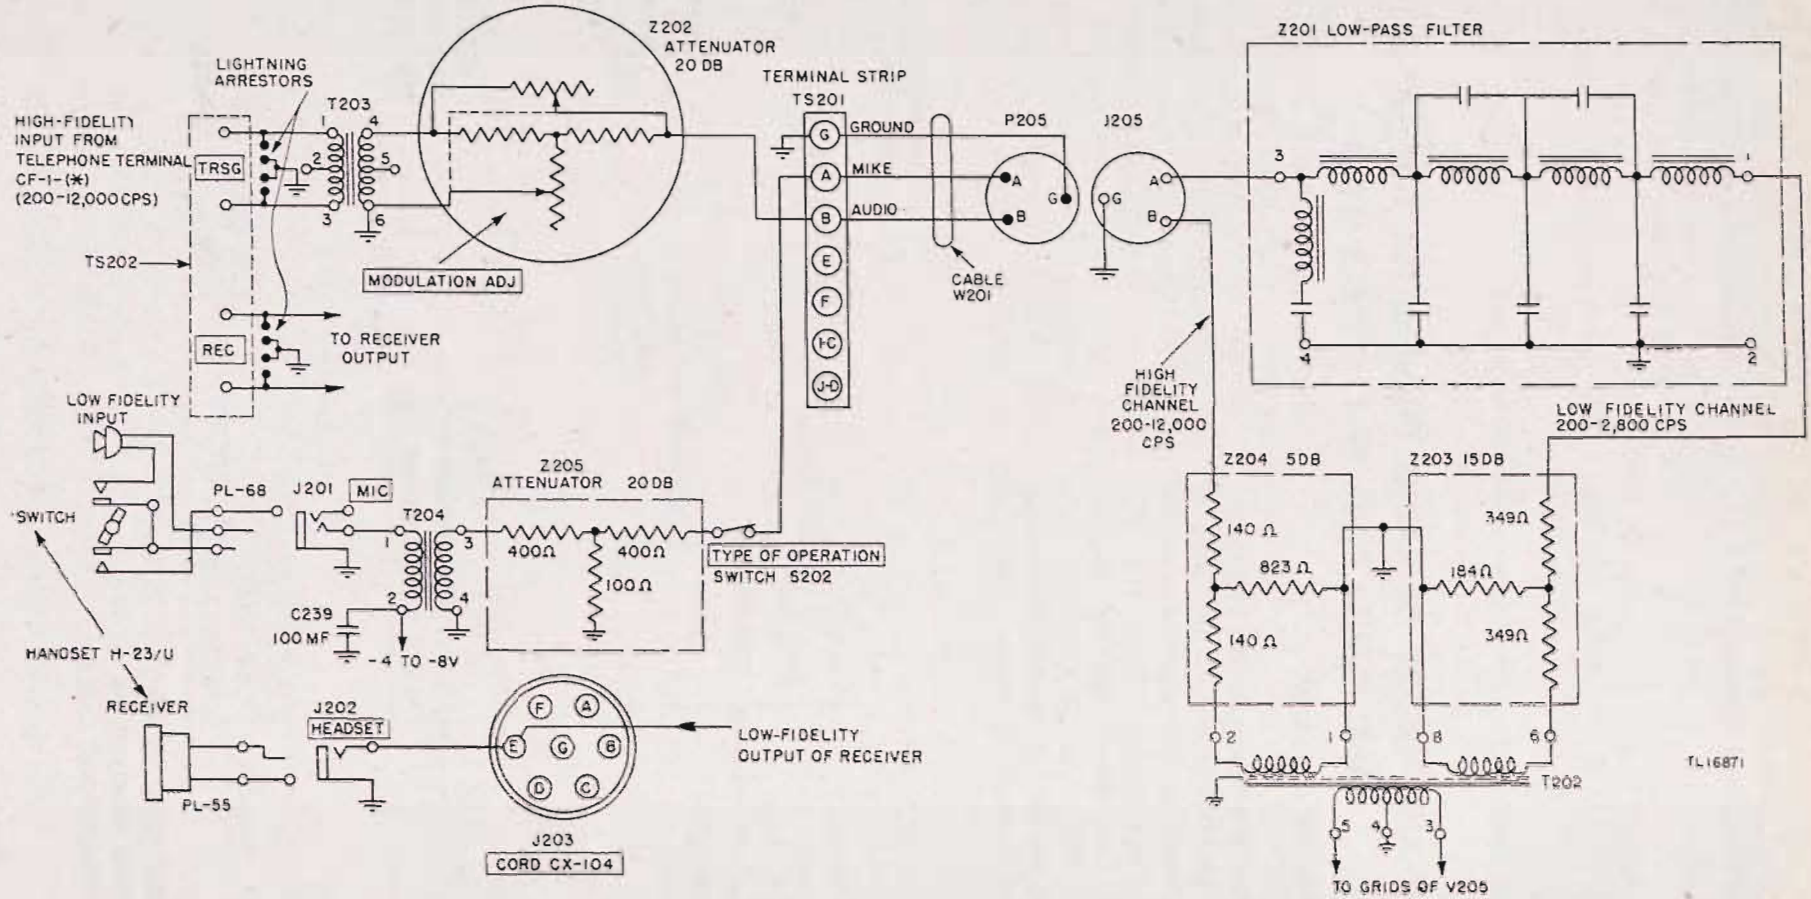 Z202
ATTENUATOR
20 DB
Z201 LOW-PASS FILTER
LIGHTNING
ARRESTORS
TERMINAL STRIP
TS201
T203
HIGH-FIDELITY
INPUT FROM
TELEPHONE TERMINAL
CF-1-(*)
(200-12,000 CPS)
TRSG
1
2
3
4
5
6
G
GROUND
A
MIKE
B
AUDIO
E
F
I-C
J-D
P205
A
B
G
J205
A
B
G
CABLE
W201
3
1
4
2
TS202
MODULATION ADJ
REC
TO RECEIVER
OUTPUT
HIGH
FIDELITY
CHANNEL
200-12,000
CPS
LOW FIDELITY CHANNEL
200-2,800 CPS
LOW FIDELITY
INPUT
SWITCH
PL-68
J201
MIC
T204
1
2
3
4
C239
100 MF
-4 TO -8V
Z205
ATTENUATOR 20 DB
400Ω
400Ω
100Ω
TYPE OF OPERATION
SWITCH S202
Z204 5DB
140 Ω
823 Ω
140 Ω
Z203 15 DB
349Ω
184Ω
349Ω
HANDSET H-23/U
RECEIVER
PL-55
J202
HEADSET
F
A
E
G
B
D
C
LOW-FIDELITY
OUTPUT OF RECEIVER
J203
CORD CX-104
2
1
8
6
T202
5
4
3
TO GRIDS OF V205
TL16871